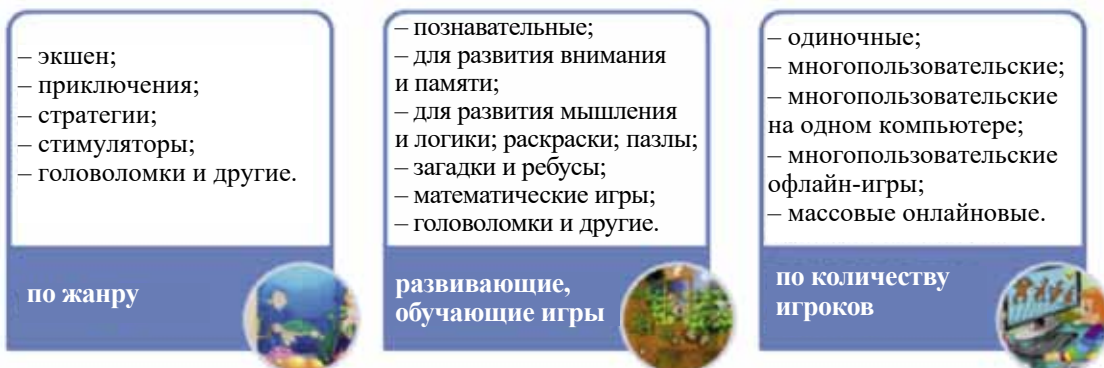 – экшен;
– приключения;
– стратегии;
– стимуляторы;
– головоломки и другие.
по жанру
– познавательные;
– для развития внимания
и памяти;
– для развития мышления
и логики; раскраски; пазлы;
– загадки и ребусы;
– математические игры;
– головоломки и другие.
развивающие,
обучающие игры
– одиночные;
– многопользовательские;
– многопользовательские
на одном компьютере;
– многопользовательские
офлайн-игры;
– массовые онлайновые.
по количеству
игроков